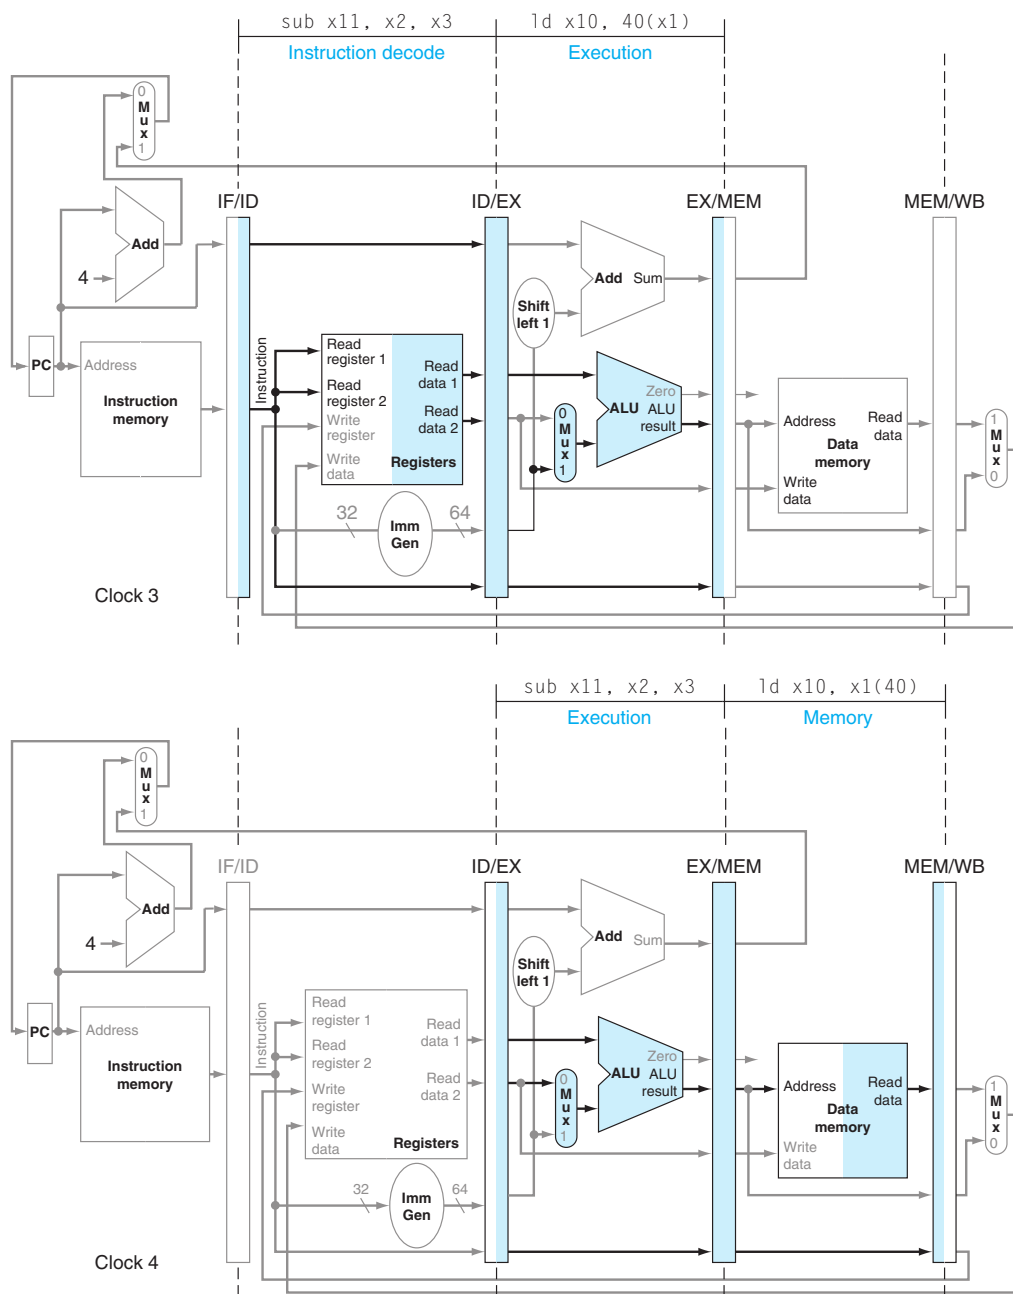 sub x11, x2, x3
ld x10, 40(x1)
Instruction decode
Execution
0
M
u
x
1
IF/ID
ID/EX
EX/MEM
MEM/WB
Add
4
Add Sum
Shift
left 1
PC
Address
Instruction
memory
Instruction
Read
register 1
Read
register 2
Write
register
Write
data
Read
data 1
Read
data 2
Registers
0
M
u
x
1
Zero
ALU ALU
result
Address
Read
data
Data
memory
Write
data
1
M
u
x
0
32
Imm
Gen
64
Clock 3
sub x11, x2, x3
ld x10, x1(40)
Execution
Memory
0
M
u
x
1
IF/ID
ID/EX
EX/MEM
MEM/WB
Add
4
Add Sum
Shift
left 1
PC
Address
Instruction
memory
Instruction
Read
register 1
Read
register 2
Write
register
Write
data
Read
data 1
Read
data 2
Registers
0
M
u
x
1
Zero
ALU ALU
result
Address
Read
data
Data
memory
Write
data
1
M
u
x
0
32
Imm
Gen
64
Clock 4